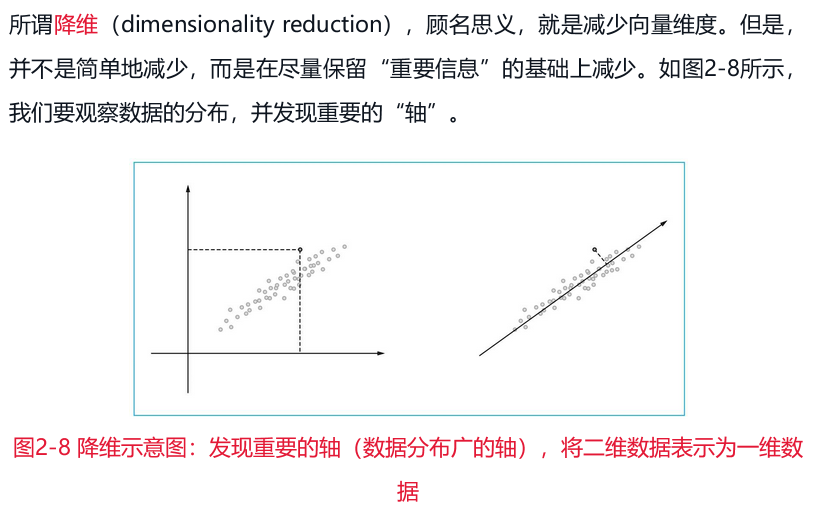 所谓降维（dimensionality reduction），顾名思义，就是减少向量维度。但是，
并不是简单地减少，而是在尽量保留“重要信息”的基础上减少。如图2-8所示，
我们要观察数据的分布，并发现重要的“轴”。
图2-8 降维示意图：发现重要的轴（数据分布广的轴），将二维数据表示为一维数
据